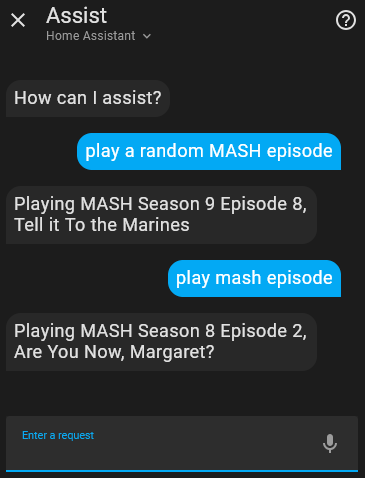 Assist
Home Assistant
How can I assist?
play a random MASH episode
Playing MASH Season 9 Episode 8,
Tell it To the Marines
play mash episode
Playing MASH Season 8 Episode 2,
Are You Now, Margaret?
Enter a request